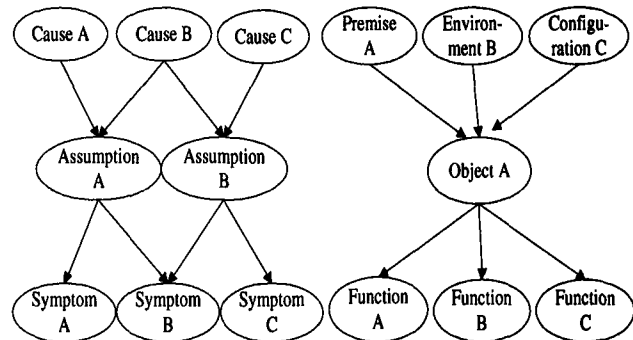 Cause A
Cause B
Cause C
Premise
A
Environ-
ment B
Configu-
ration C
Assumption
A
Assumption
B
Object A
Symptom
A
Symptom
B
Symptom
C
Function
A
Function
B
Function
C